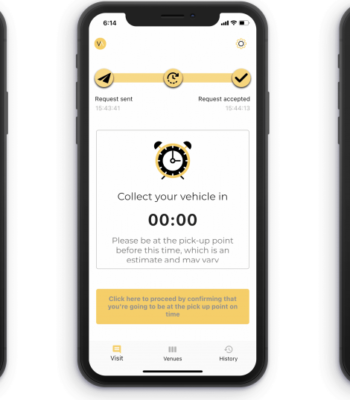 6:14
V
Request sent
Request accepted
15:43:41
15:44:13
Collect your vehicle in
00:00
Please be at the pick-up point
before this time, which is an
estimate and may vary
Click here to proceed by confirming that
you're going to be at the pick up point on
time
Visit
Venues
History